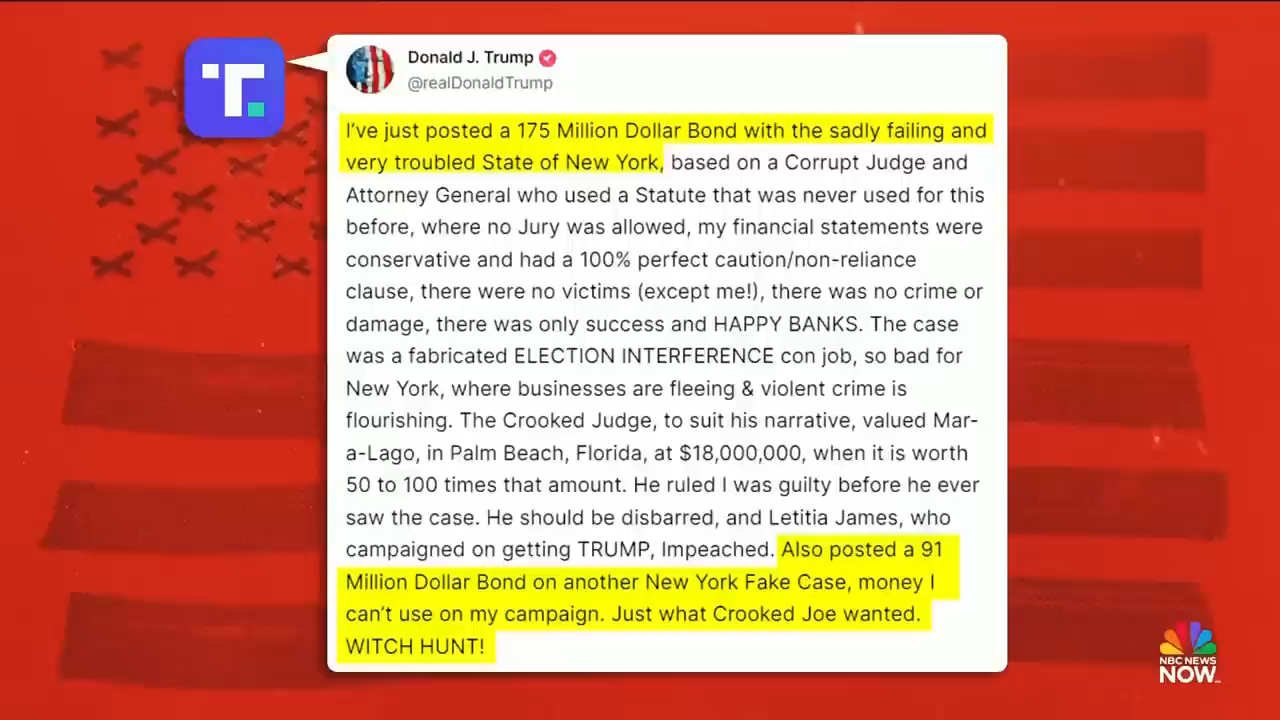 Donald J. Trump
@realDonaldTrump
I've just posted a 175 Million Dollar Bond with the sadly failing and
very troubled State of New York, based on a Corrupt Judge and
Attorney General who used a Statute that was never used for this
before, where no Jury was allowed, my financial statements were
conservative and had a 100% perfect caution/non-reliance
clause, there were no victims (except me!), there was no crime or
damage, there was only success and HAPPY BANKS. The case
was a fabricated ELECTION INTERFERENCE con job, so bad for
New York, where businesses are fleeing & violent crime is
flourishing. The Crooked Judge, to suit his narrative, valued Mar-
a-Lago, in Palm Beach, Florida, at $18,000,000, when it is worth
50 to 100 times that amount. He ruled I was guilty before he ever
saw the case. He should be disbarred, and Letitia James, who
campaigned on getting TRUMP, Impeached. Also posted a 91
Million Dollar Bond on another New York Fake Case, money I
can't use on my campaign. Just what Crooked Joe wanted.
WITCH HUNT!
NBC NEWS
NOW